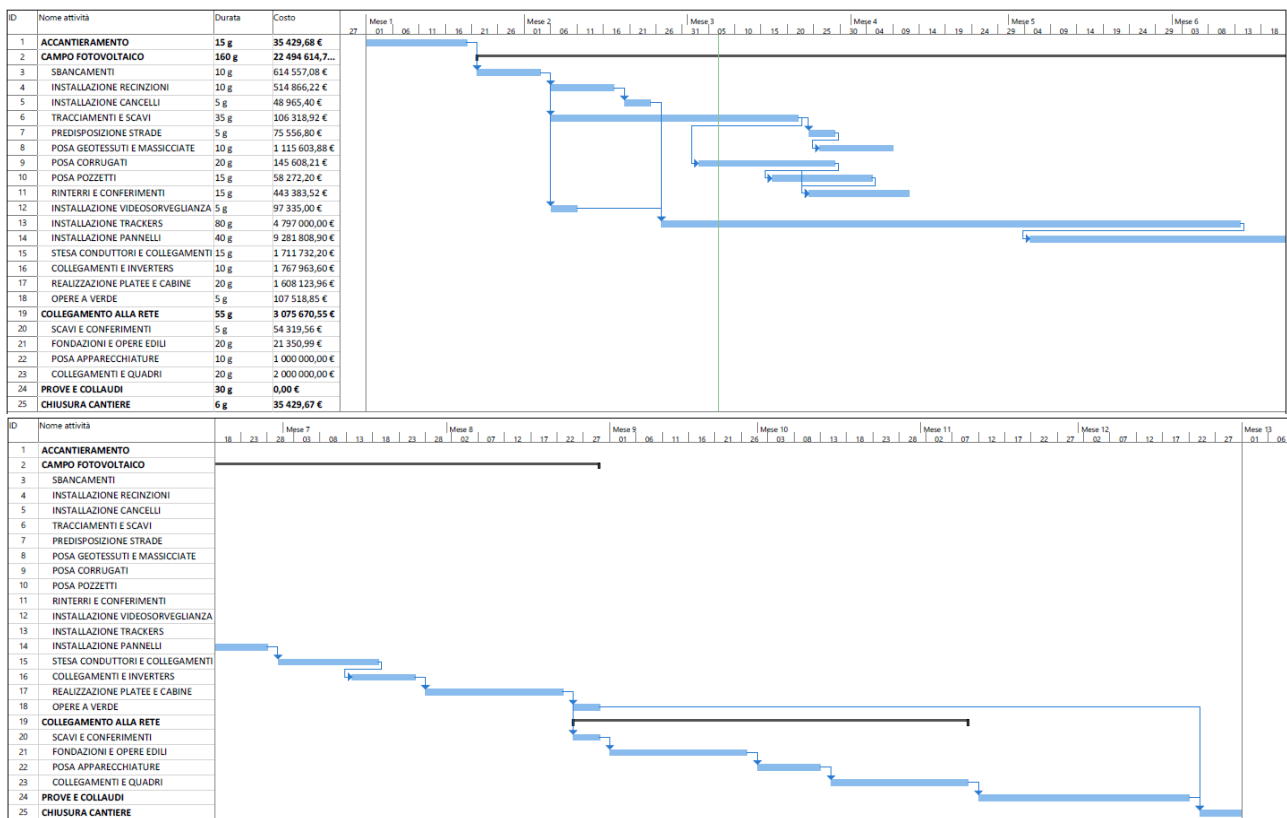 ID Nome attività Durata Costo Mese 1 Mese 2 Mese 3 Mese 4 Mese 5 Mese 6
27 01 06 11 16 21 26 01 06 11 16 21 26 31 05 10 15 20 25 30 04 09 14 19 24 29 04 09 14 19 24 29 03 08 13 18
1 ACCANTIERAMENTO 15 g 35 429,68 €
2 CAMPO FOTOVOLTAICO 160 g 22 494 614,7...
3 SBANCAMENTI 10 g 614 557,08 €
4 INSTALLAZIONE RECINZIONI 10 g 514 866,22 €
5 INSTALLAZIONE CANCELLI 5 g 48 965,40 €
6 TRACCIAMENTI E SCAVI 35 g 106 318,92 €
7 PREDISPOSIZIONE STRADE 5 g 75 556,80 €
8 POSA GEOTESSUTI E MASSICCIATE 10 g 1 115 603,88 €
9 POSA CORRUGATI 20 g 145 608,21 €
10 POSA POZZETTI 15 g 58 272,20 €
11 RINTERRI E CONFERIMENTI 15 g 443 383,52 €
12 INSTALLAZIONE VIDEOSORVEGLIANZA 5 g 97 335,00 €
13 INSTALLAZIONE TRACKERS 80 g 4 797 000,00 €
14 INSTALLAZIONE PANNELLI 40 g 9 281 808,90 €
15 STESA CONDUTTORI E COLLEGAMENTI 15 g 1 711 732,20 €
16 COLLEGAMENTI E INVERTERS 10 g 1 767 963,60 €
17 REALIZZAZIONE PLATEE E CABINE 20 g 1 608 123,96 €
18 OPERE A VERDE 5 g 107 518,85 €
19 COLLEGAMENTO ALLA RETE 55 g 3 075 670,55 €
20 SCAVI E CONFERIMENTI 5 g 54 319,56 €
21 FONDAZIONI E OPERE EDILI 20 g 21 350,99 €
22 POSA APPARECCHIATURE 10 g 1 000 000,00 €
23 COLLEGAMENTI E QUADRI 20 g 2 000 000,00 €
24 PROVE E COLLAUDI 30 g 0,00 €
25 CHIUSURA CANTIERE 6 g 35 429,67 €
ID Nome attività Mese 7 Mese 8 Mese 9 Mese 10 Mese 11 Mese 12 Mese 13
18 23 28 03 08 13 18 23 28 02 07 12 17 22 27 01 06 11 16 21 26 03 08 13 18 23 28 02 07 12 17 22 27 02 07 12 17 22 27 01 06
1 ACCANTIERAMENTO
2 CAMPO FOTOVOLTAICO
3 SBANCAMENTI
4 INSTALLAZIONE RECINZIONI
5 INSTALLAZIONE CANCELLI
6 TRACCIAMENTI E SCAVI
7 PREDISPOSIZIONE STRADE
8 POSA GEOTESSUTI E MASSICCIATE
9 POSA CORRUGATI
10 POSA POZZETTI
11 RINTERRI E CONFERIMENTI
12 INSTALLAZIONE VIDEOSORVEGLIANZA
13 INSTALLAZIONE TRACKERS
14 INSTALLAZIONE PANNELLI
15 STESA CONDUTTORI E COLLEGAMENTI
16 COLLEGAMENTI E INVERTERS
17 REALIZZAZIONE PLATEE E CABINE
18 OPERE A VERDE
19 COLLEGAMENTO ALLA RETE
20 SCAVI E CONFERIMENTI
21 FONDAZIONI E OPERE EDILI
22 POSA APPARECCHIATURE
23 COLLEGAMENTI E QUADRI
24 PROVE E COLLAUDI
25 CHIUSURA CANTIERE